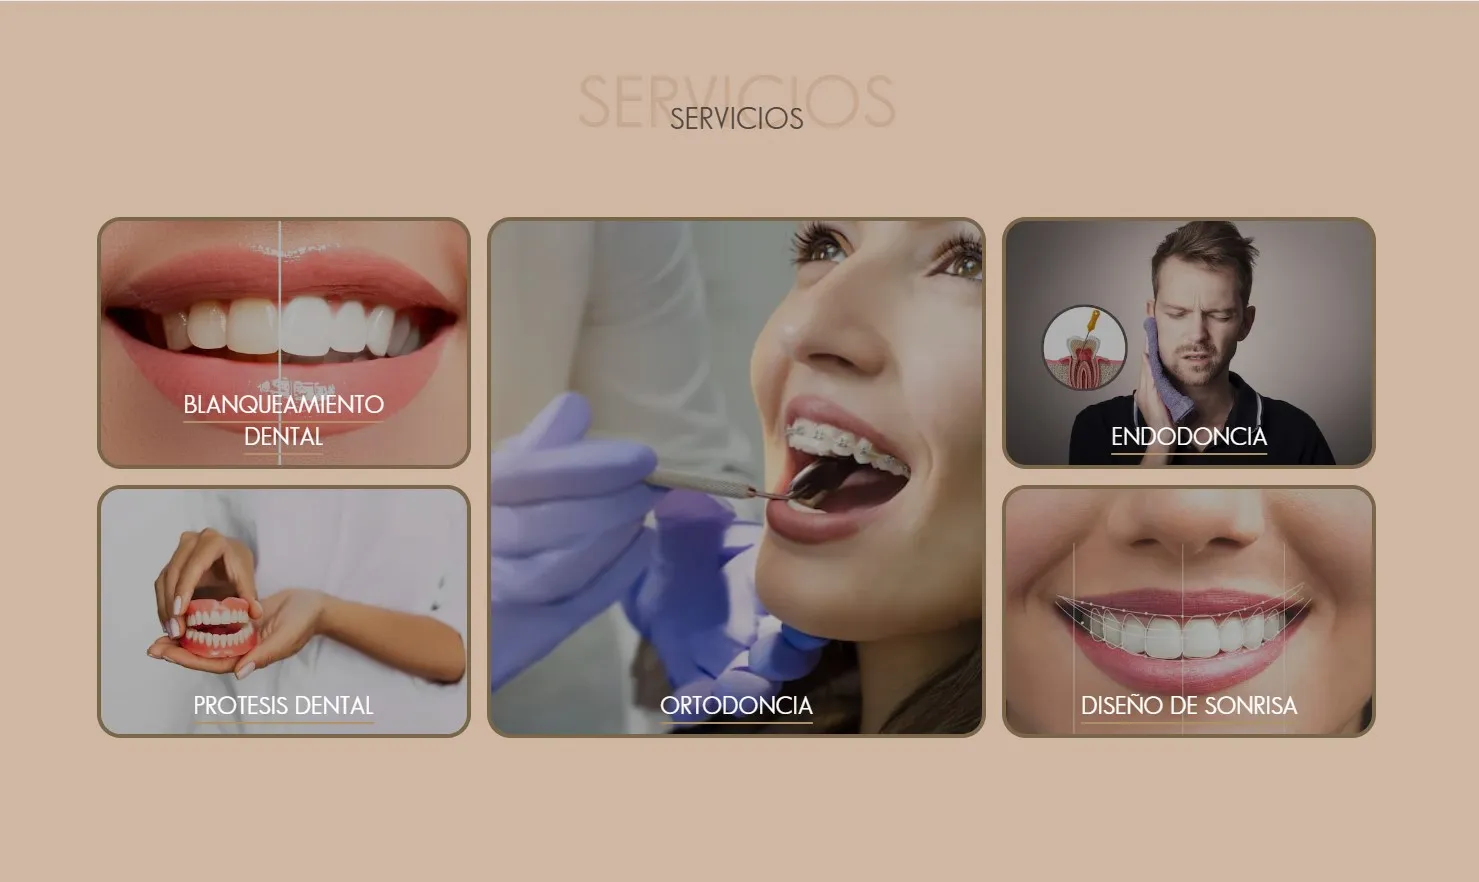 SERVICIOS
SERVICIOS
BLANQUEAMIENTO
DENTAL
PROTESIS DENTAL
ORTODONCIA
ENDODONCIA
DISEÑO DE SONRISA